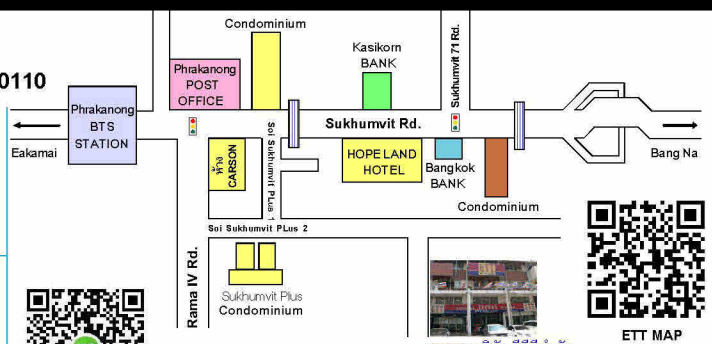 0110
Condominium
Kasikorn
BANK
Sukhumvit 71 Rd.
Phrakanong
POST
OFFICE
Phrakanong
BTS
STATION
Sukhumvit Rd.
Eakamai
Bang Na
ห้าง
CARSON
Soi Sukhumvit PLus 1
HOPE LAND
HOTEL
Bangkok
BANK
Condominium
Soi Sukhumvit PLus 2
Rama IV Rd.
Sukhumvit Plus
Condominium
ETT MAP